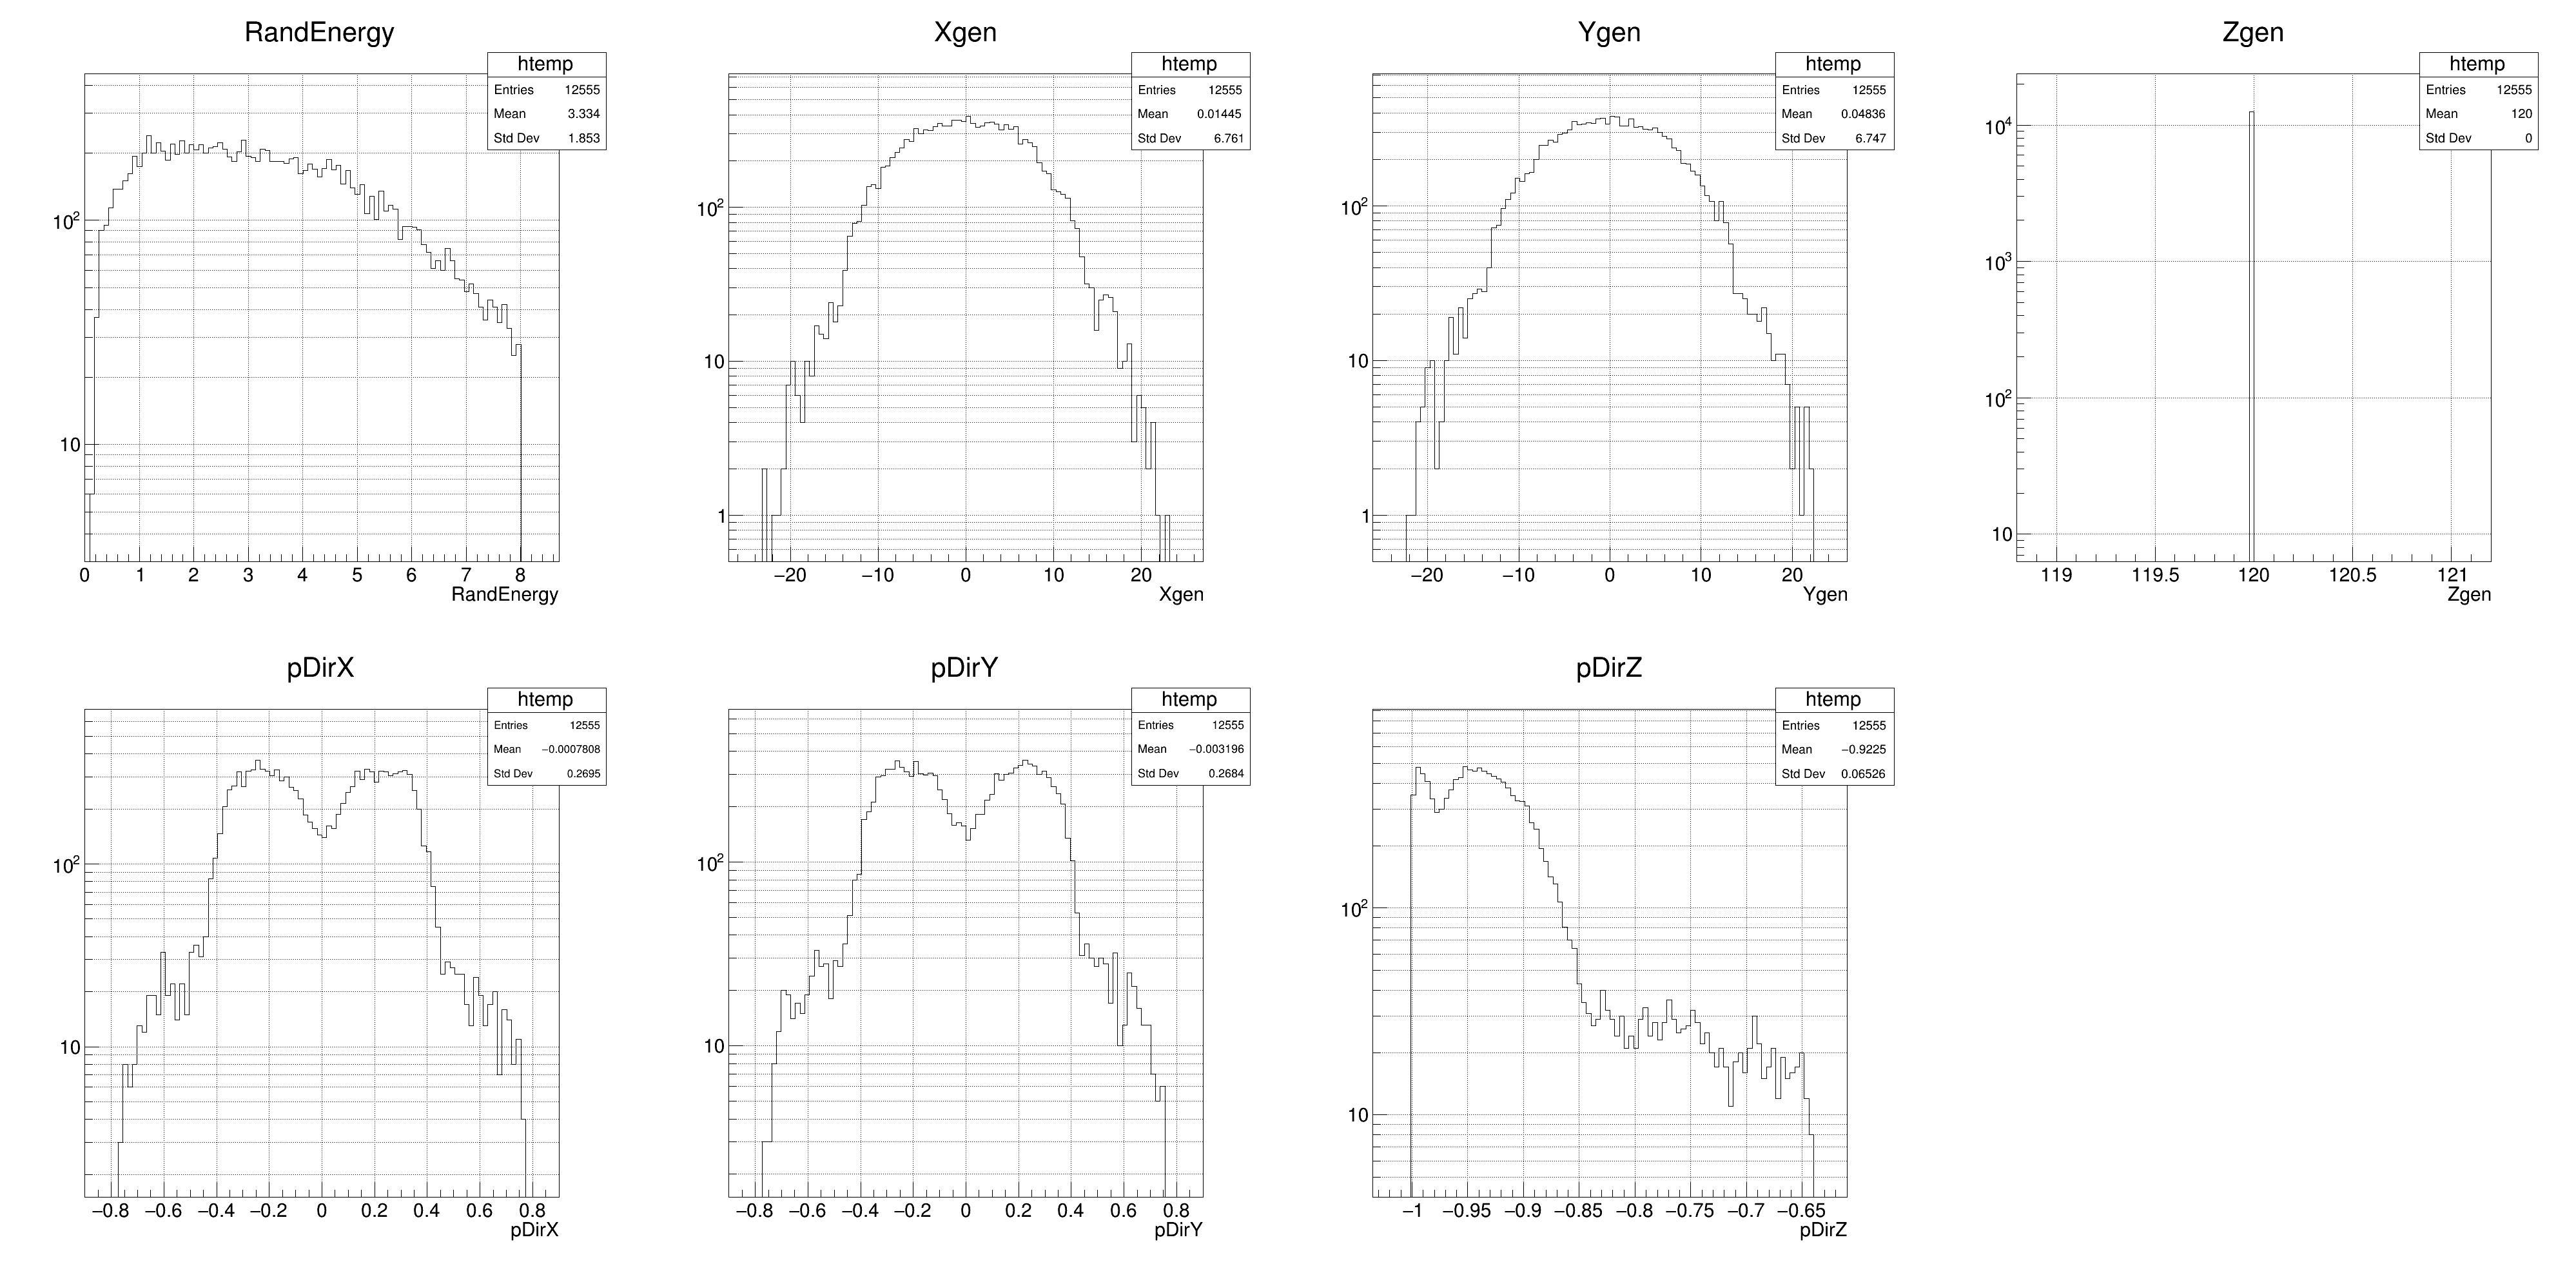 RandEnergy
htemp
Entries 12555
Mean 3.334
Std Dev 1.853
10²
10
0 1 2 3 4 5 6 7 8
RandEnergy
Xgen
htemp
Entries 12555
Mean 0.01445
Std Dev 6.761
10²
10
1
−20 −10 0 10 20
Xgen
Ygen
htemp
Entries 12555
Mean 0.04836
Std Dev 6.747
10²
10
1
−20 −10 0 10 20
Ygen
Zgen
htemp
Entries 12555
Mean 120
Std Dev 0
10⁴
10³
10²
10
119 119.5 120 120.5 121
Zgen
pDirX
htemp
Entries 12555
Mean −0.0007808
Std Dev 0.2695
10²
10
−0.8 −0.6 −0.4 −0.2 0 0.2 0.4 0.6 0.8
pDirX
pDirY
htemp
Entries 12555
Mean −0.003196
Std Dev 0.2684
10²
10
−0.8 −0.6 −0.4 −0.2 0 0.2 0.4 0.6 0.8
pDirY
pDirZ
htemp
Entries 12555
Mean −0.9225
Std Dev 0.06526
10²
10
−1 −0.95 −0.9 −0.85 −0.8 −0.75 −0.7 −0.65
pDirZ